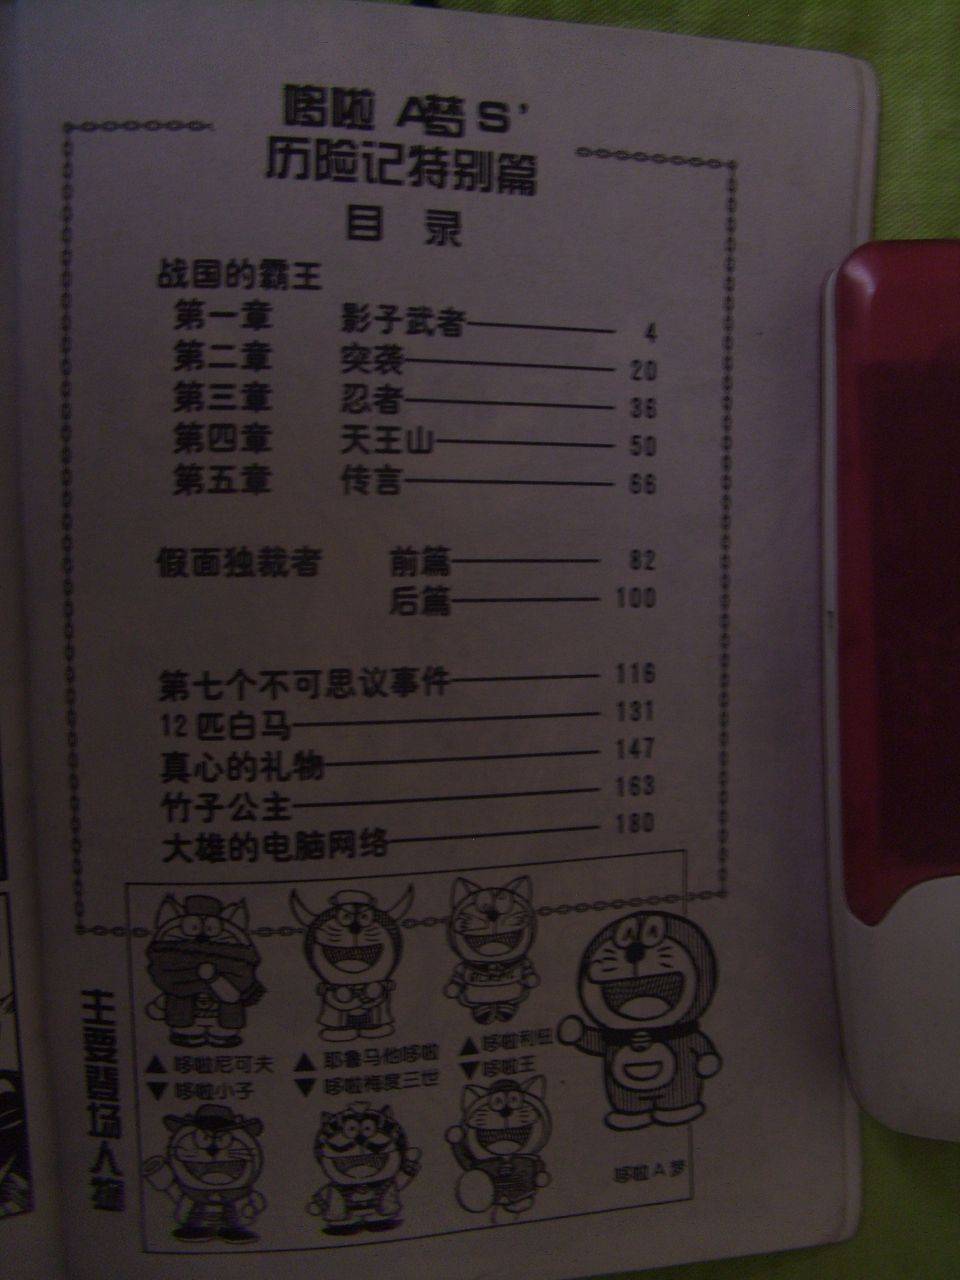 哆啦 A梦 S’
历险记特别篇
目 录
战国的霸王
第一章 影子武者 4
第二章 突袭 20
第三章 忍者 36
第四章 天王山 50
第五章 传言 66
假面独裁者 前篇 82
后篇 100
第七个不可思议事件 116
12 匹白马 131
真心的礼物 147
竹子公主 163
大雄的电脑网络 180
主要登场人物
▲哆啦尼可夫 ▲耶鲁马他哆啦 ▲哆啦利钮
▼哆啦小子 ▼哆啦梅度三世 ▼哆啦王
哆啦A梦